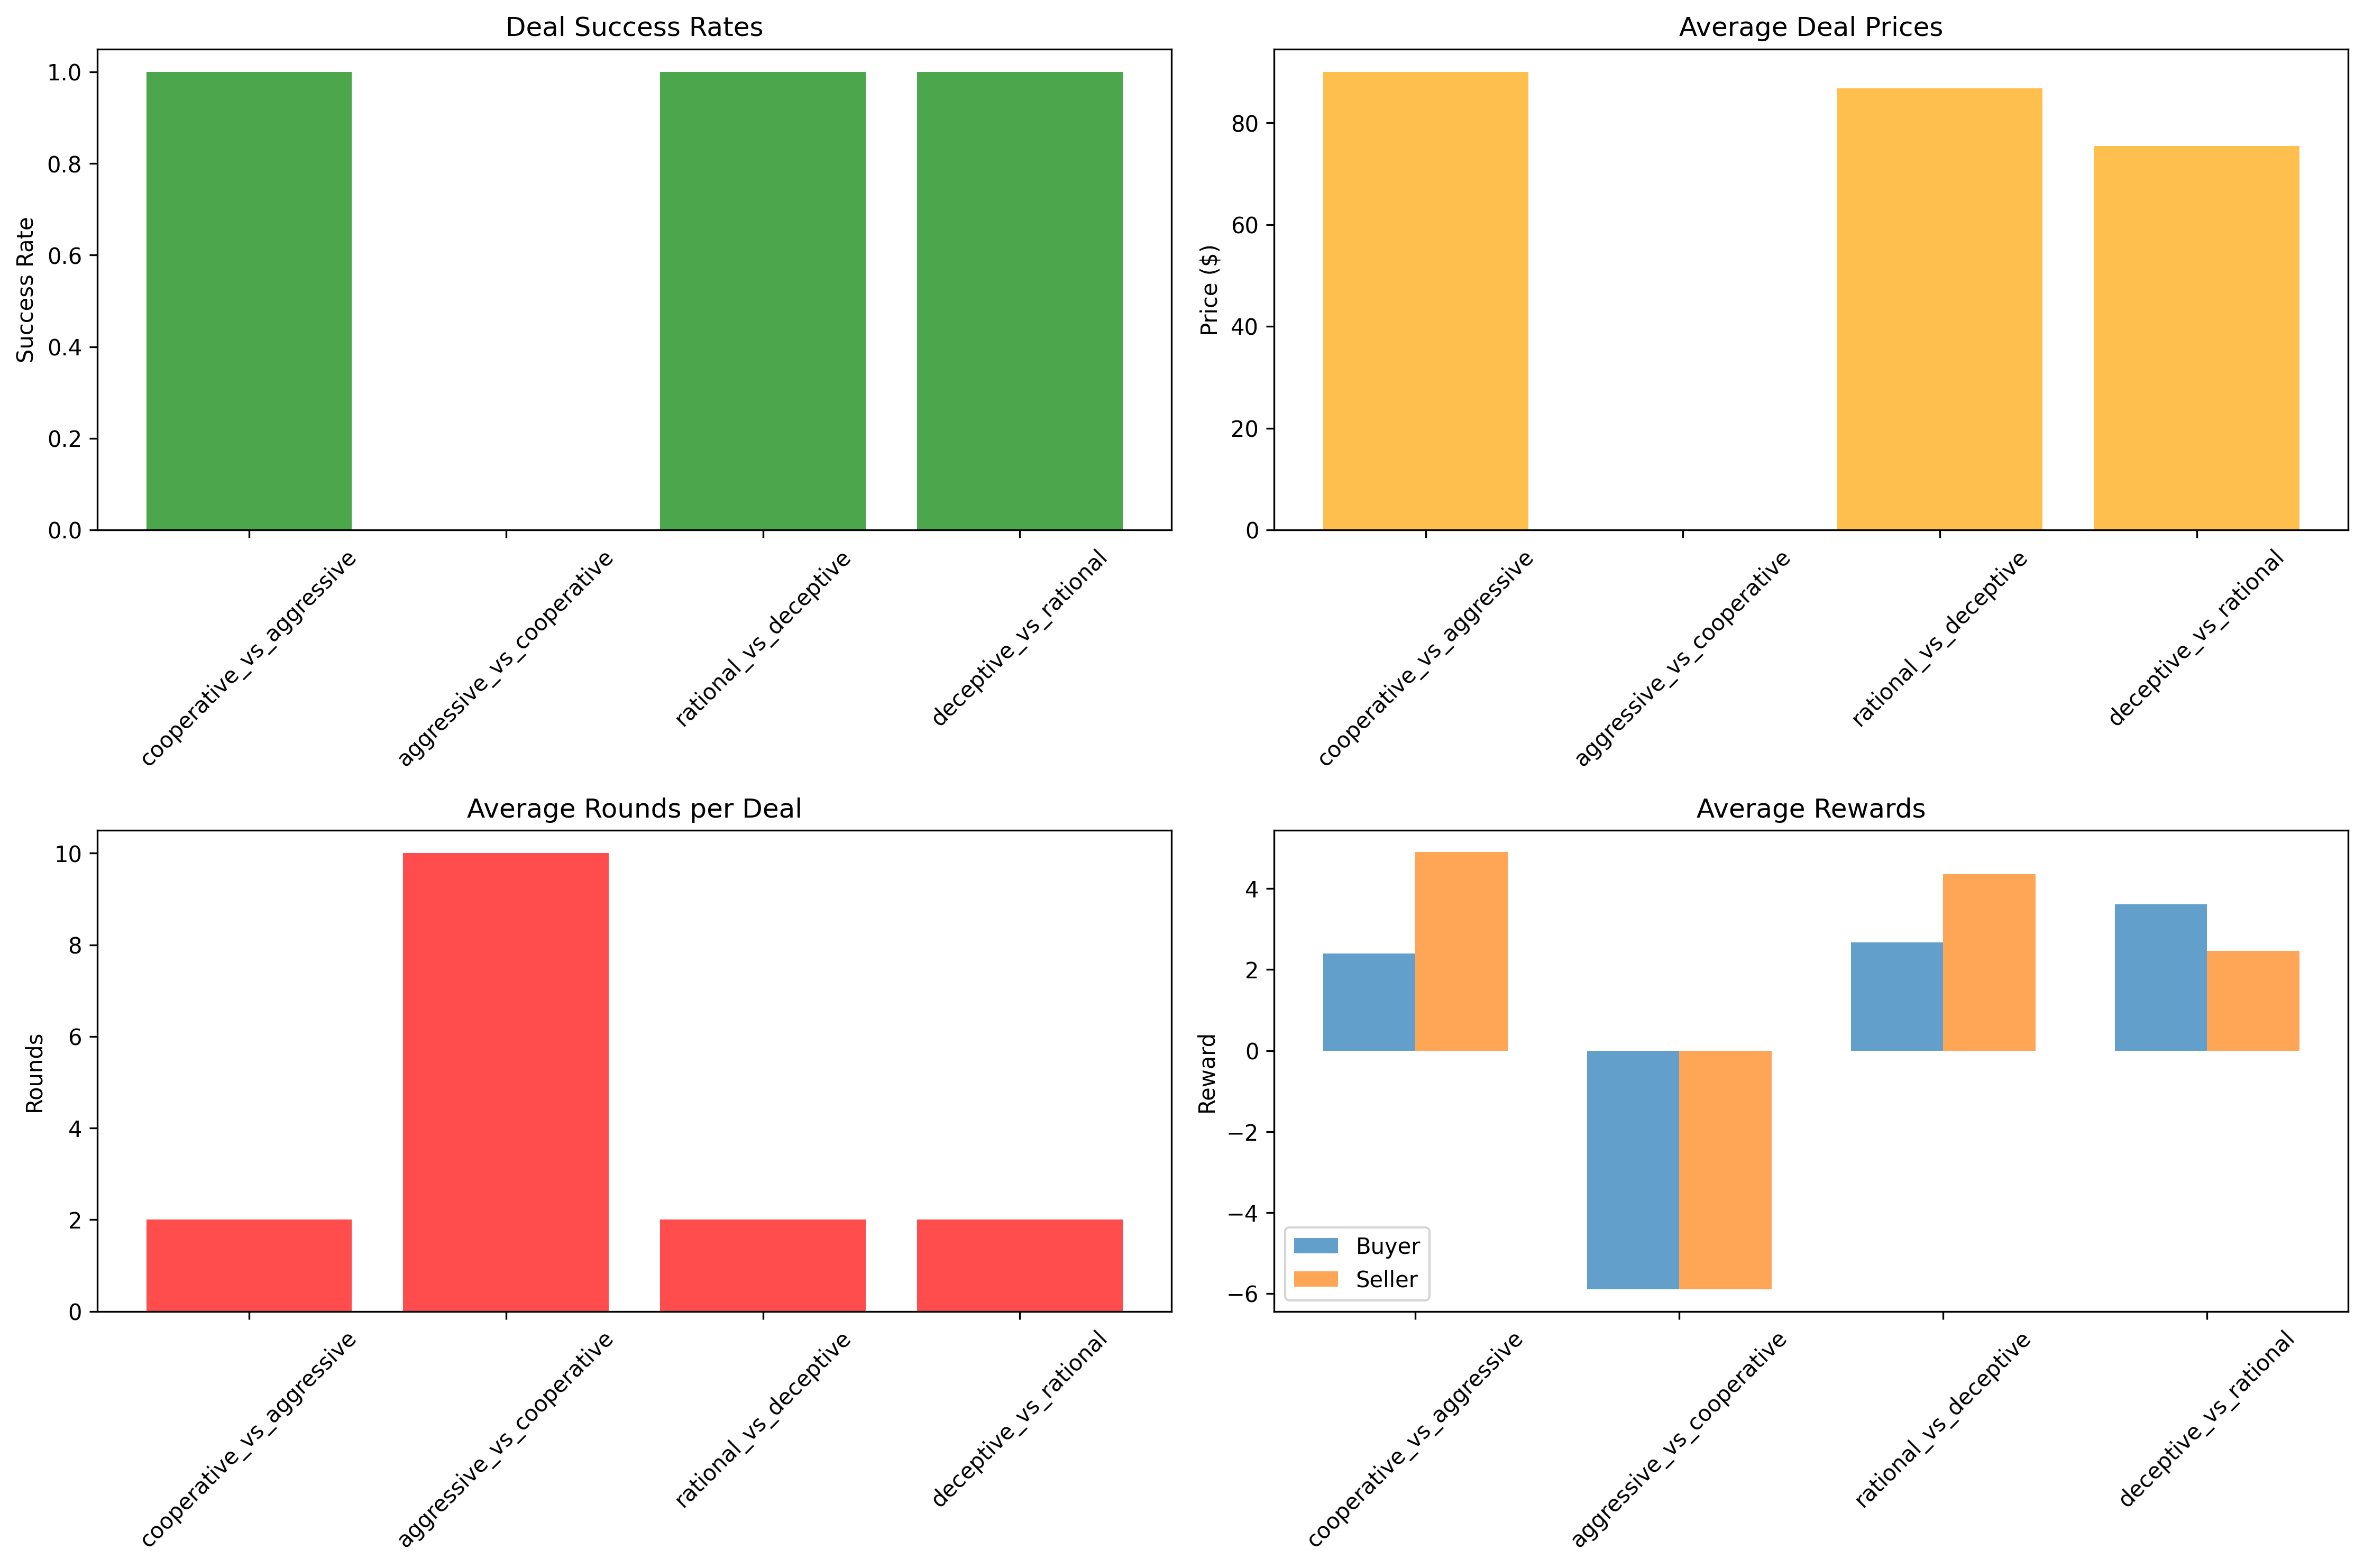 Deal Success Rates
Success Rate
1.0
0.8
0.6
0.4
0.2
0.0
cooperative_vs_aggressive
aggressive_vs_cooperative
rational_vs_deceptive
deceptive_vs_rational
Average Deal Prices
Price ($)
80
60
40
20
0
cooperative_vs_aggressive
aggressive_vs_cooperative
rational_vs_deceptive
deceptive_vs_rational
Average Rounds per Deal
Rounds
10
8
6
4
2
0
cooperative_vs_aggressive
aggressive_vs_cooperative
rational_vs_deceptive
deceptive_vs_rational
Average Rewards
Reward
4
2
0
−2
−4
−6
Buyer
Seller
cooperative_vs_aggressive
aggressive_vs_cooperative
rational_vs_deceptive
deceptive_vs_rational